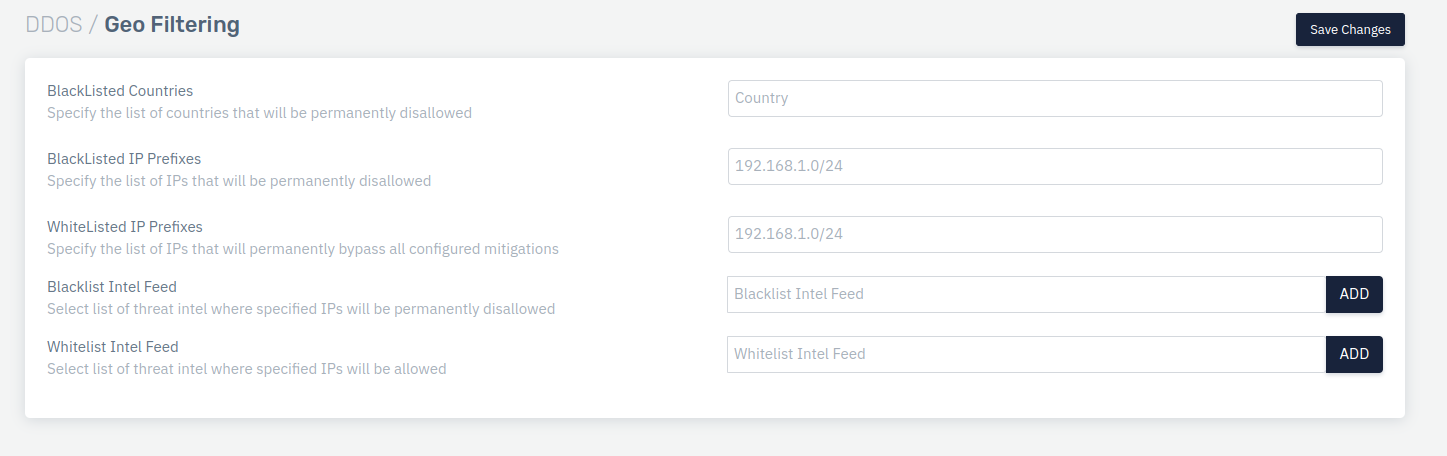 DDOS / Geo Filtering
Save Changes
BlackListed Countries
Specify the list of countries that will be permanently disallowed
Country
BlackListed IP Prefixes
Specify the list of IPs that will be permanently disallowed
192.168.1.0/24
WhiteListed IP Prefixes
Specify the list of IPs that will permanently bypass all configured mitigations
192.168.1.0/24
Blacklist Intel Feed
Select list of threat intel where specified IPs will be permanently disallowed
Blacklist Intel Feed
ADD
Whitelist Intel Feed
Select list of threat intel where specified IPs will be allowed
Whitelist Intel Feed
ADD